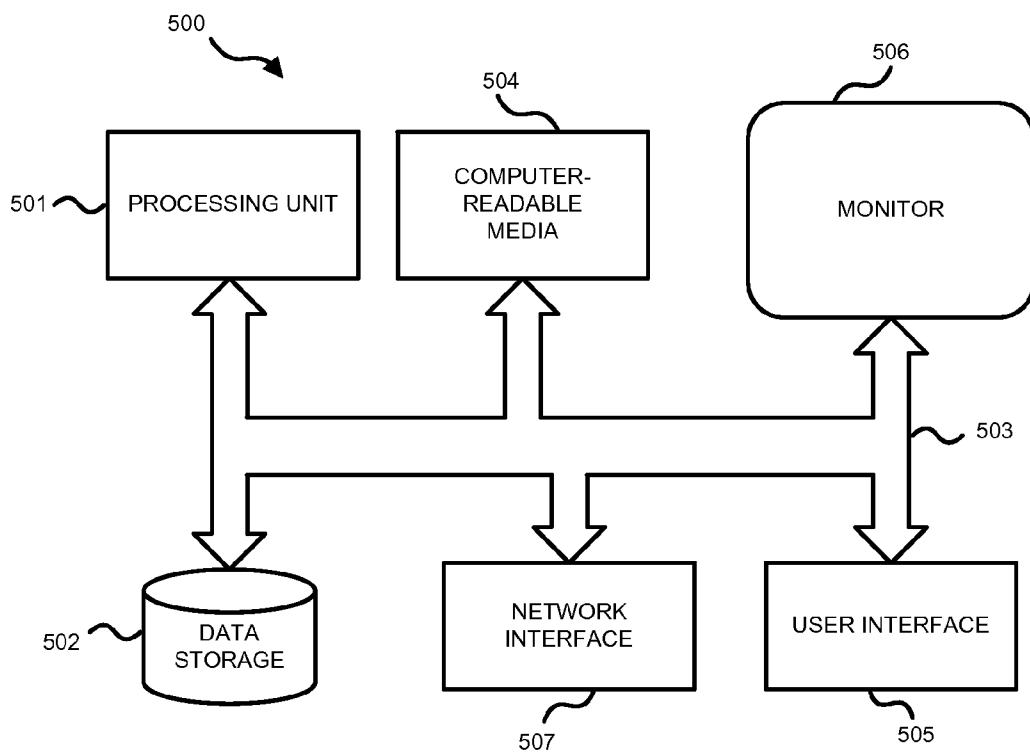 500
504
506
501
PROCESSING UNIT
COMPUTER-
READABLE
MEDIA
MONITOR
503
502
DATA
STORAGE
NETWORK
INTERFACE
USER INTERFACE
507
505